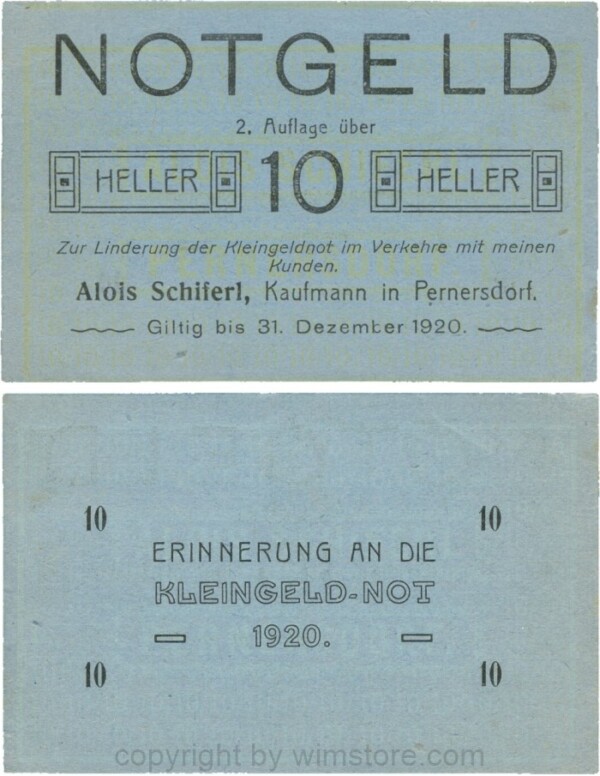 NOTGELD
2. Auflage über
HELLER 10 HELLER
Zur Linderung der Kleingeldnot im Verkehre mit meinen
Kunden.
Alois Schiferl, Kaufmann in Pernersdorf.
Giltig bis 31. Dezember 1920.
10 10
ERINNERUNG AN DIE
KLEINGELD-NOT
1920.
10 10
copyright by wimstore.com